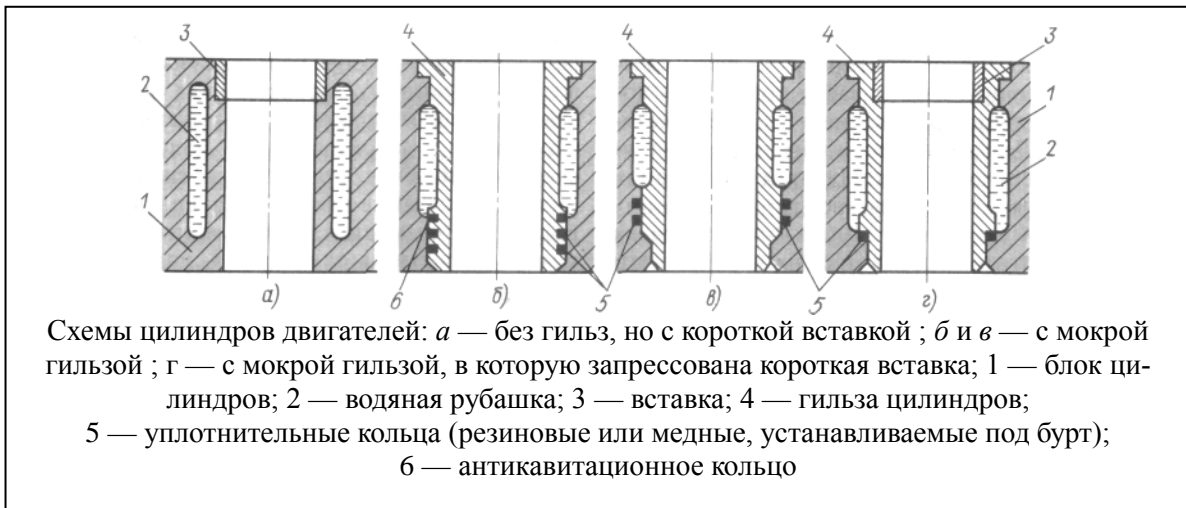 3 4 4 4 3
2
1
1
2
6 5 5
а) б) в) г)
Схемы цилиндров двигателей: а — без гильз, но с короткой вставкой ; б и в — с мокрой
гильзой ; г — с мокрой гильзой, в которую запрессована короткая вставка; 1 — блок ци-
линдров; 2 — водяная рубашка; 3 — вставка; 4 — гильза цилиндров;
5 — уплотнительные кольца (резиновые или медные, устанавливаемые под бурт);
6 — антикавитационное кольцо